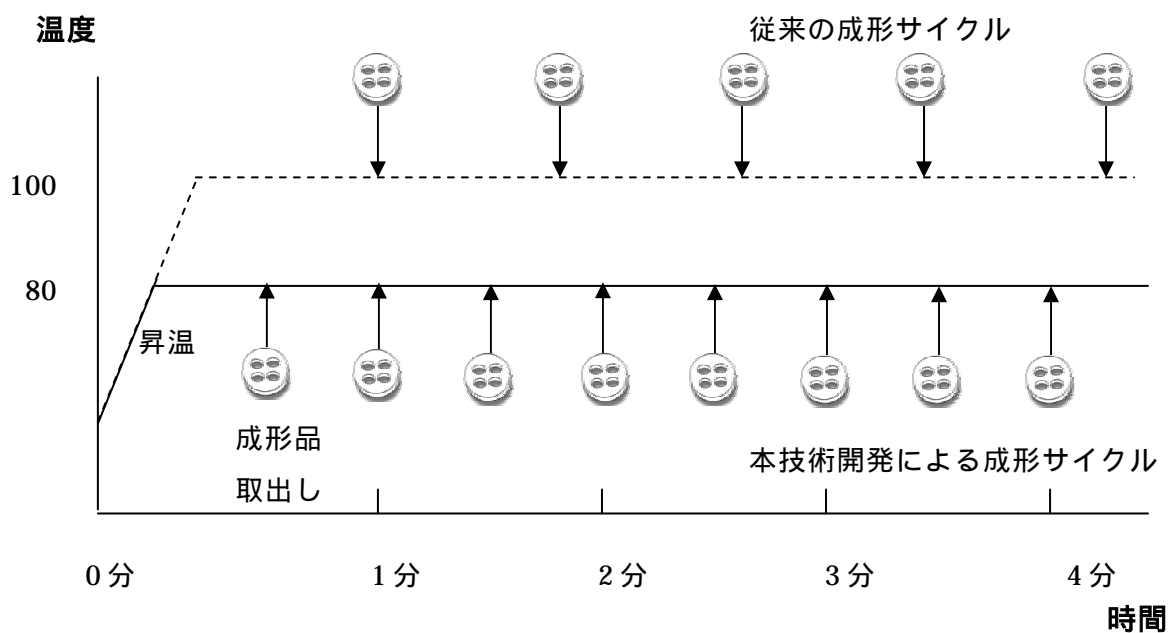 温度
従来の成形サイクル
100
80
昇温
成形品
取出し
本技術開発による成形サイクル
0分 1分 2分 3分 4分
時間